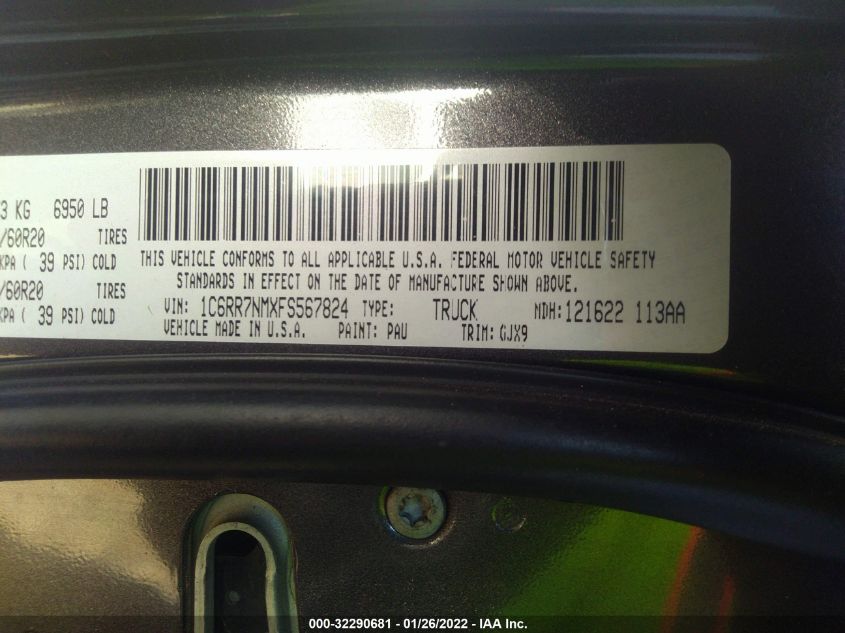 3 KG 6950 LB
/60R20 TIRES
KPA ( 39 PSI) COLD
/60R20 TIRES
KPA ( 39 PSI) COLD
THIS VEHICLE CONFORMS TO ALL APPLICABLE U.S.A. FEDERAL MOTOR VEHICLE SAFETY
STANDARDS IN EFFECT ON THE DATE OF MANUFACTURE SHOWN ABOVE.
VIN: 1C6RR7NMXFS567824 TYPE: TRUCK MDH:121622 113AA
VEHICLE MADE IN U.S.A. PAINT: PAU TRIM: GJX9
000-32290681 - 01/26/2022 - IAA Inc.